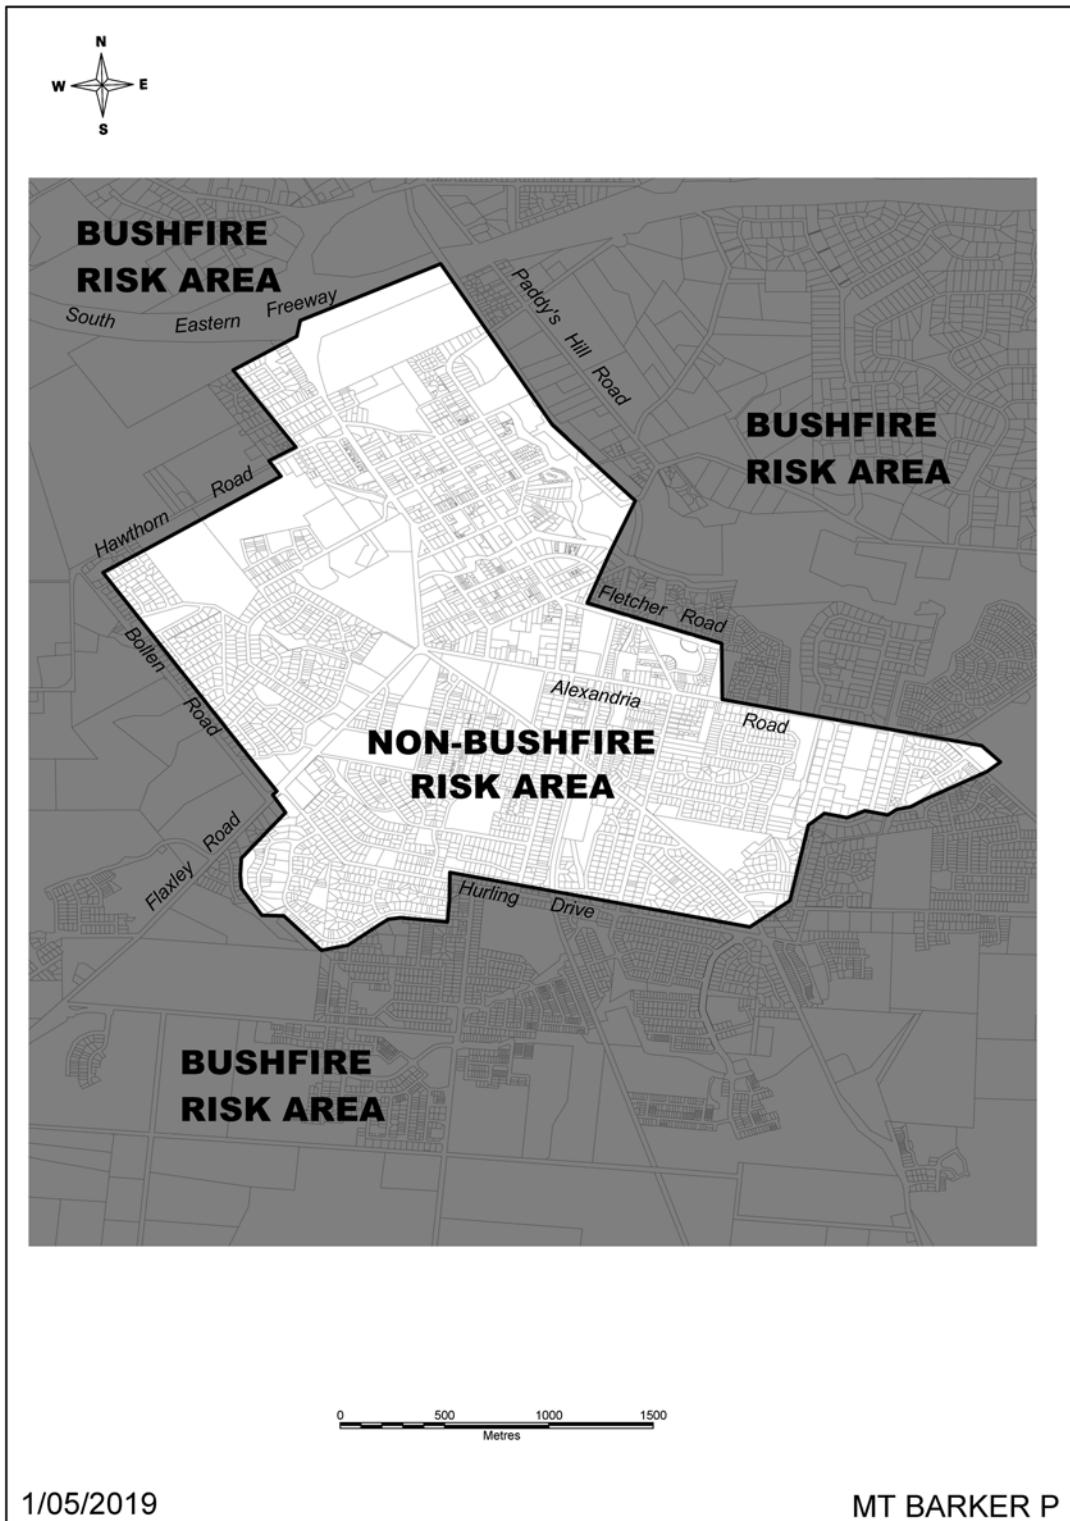 N
W E
S
BUSHFIRE
RISK AREA
South Eastern Freeway
Paddy's Hill Road
BUSHFIRE
RISK AREA
Hawthorn Road
Fletcher Road
Bollen Road
Alexandria Road
NON-BUSHFIRE
RISK AREA
Flaxley Road
Hurling Drive
BUSHFIRE
RISK AREA
0 500 1000 1500
Metres
1/05/2019 MT BARKER P